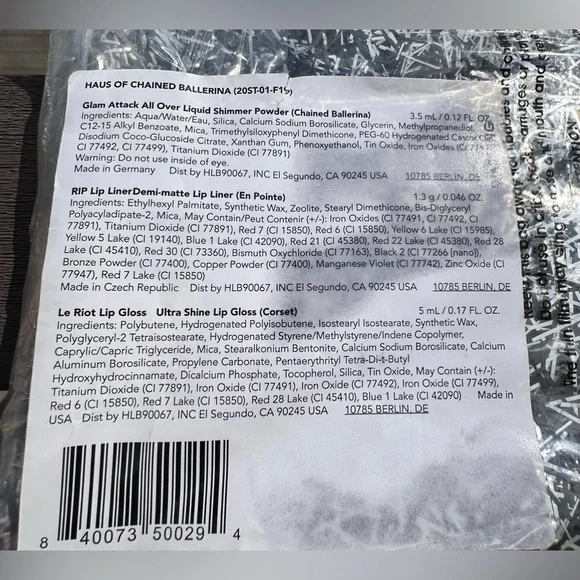 HAUS OF CHAINED BALLERINA (20ST-01-F19)
Glam Attack All Over Liquid Shimmer Powder (Chained Ballerina) 3.5 mL / 0.12 FL OZ
Ingredients: Aqua/Water/Eau, Silica, Calcium Sodium Borosilicate, Glycerin, Methylpropanediol,
C12-15 Alkyl Benzoate, Mica, Trimethylsiloxyphenyl Dimethicone, PEG-60 Hydrogenated Castor
Disodium Coco-Glucoside Citrate, Xanthan Gum, Phenoxyethanol, Tin Oxide, Iron Oxides (CI
CI 77492, CI 77499), Titanium Dioxide (CI 77891)
Warning: Do not use inside of eye.
Made in Germany Dist by HLB90067, INC El Segundo, CA 90245 USA 10785 BERLIN, DE
RIP Lip LinerDemi-matte Lip Liner (En Pointe) 1.3 g / 0.046 OZ
Ingredients: Ethylhexyl Palmitate, Synthetic Wax, Zeolite, Stearyl Dimethicone, Bis-Diglyceryl
Polyacyladipate-2, Mica, May Contain/Peut Contenir (+/-): Iron Oxides (CI 77491, CI 77492, CI
77891), Titanium Dioxide (CI 77891), Red 7 (CI 15850), Red 6 (CI 15850), Yellow 6 Lake (CI 15985),
Yellow 5 Lake (CI 19140), Blue 1 Lake (CI 42090), Red 21 (CI 45380), Red 22 Lake (CI 45380), Red 28
Lake (CI 45410), Red 30 (CI 73360), Bismuth Oxychloride (CI 77163), Black 2 (CI 77266 [nano]),
Bronze Powder (CI 77400), Copper Powder (CI 77400), Manganese Violet (CI 77742), Zinc Oxide (CI
77947), Red 7 Lake (CI 15850)
Made in Czech Republic Dist by HLB90067, INC El Segundo, CA 90245 USA 10785 BERLIN, DE
Le Riot Lip Gloss Ultra Shine Lip Gloss (Corset) 5 mL / 0.17 FL OZ.
Ingredients: Polybutene, Hydrogenated Polyisobutene, Isostearyl Isostearate, Synthetic Wax,
Polyglyceryl-2 Tetraisostearate, Hydrogenated Styrene/Methylstyrene/Indene Copolymer,
Caprylic/Capric Triglyceride, Mica, Stearalkonium Bentonite, Calcium Sodium Borosilicate, Calcium
Aluminum Borosilicate, Propylene Carbonate, Pentaerythrityl Tetra-Di-t-Butyl
Hydroxyhydrocinnamate, Dicalcium Phosphate, Tocopherol, Silica, Tin Oxide, May Contain (+/-):
Titanium Dioxide (CI 77891), Iron Oxide (CI 77491), Iron Oxide (CI 77492), Iron Oxide (CI 77499),
Red 6 (CI 15850), Red 7 Lake (CI 15850), Red 28 Lake (CI 45410), Blue 1 Lake (CI 42090) Made in
USA Dist by HLB90067, INC El Segundo, CA 90245 USA 10785 BERLIN, DE
8 40073 50029 4